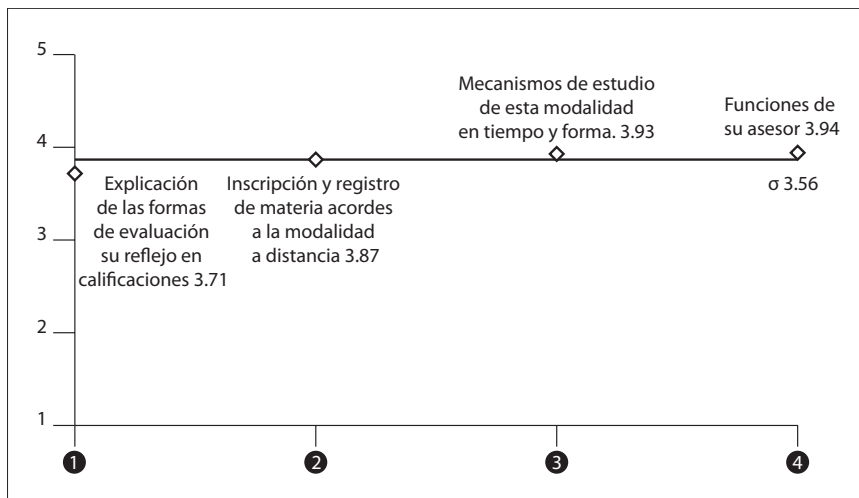 5
4
3
2
1
Explicación
de las formas
de evaluación
su reflejo en
calificaciones 3.71
Inscripción y registro
de materia acordes
a la modalidad
a distancia 3.87
Mecanismos de estudio
de esta modalidad
en tiempo y forma. 3.93
Funciones de
su asesor 3.94
σ 3.56
1
2
3
4